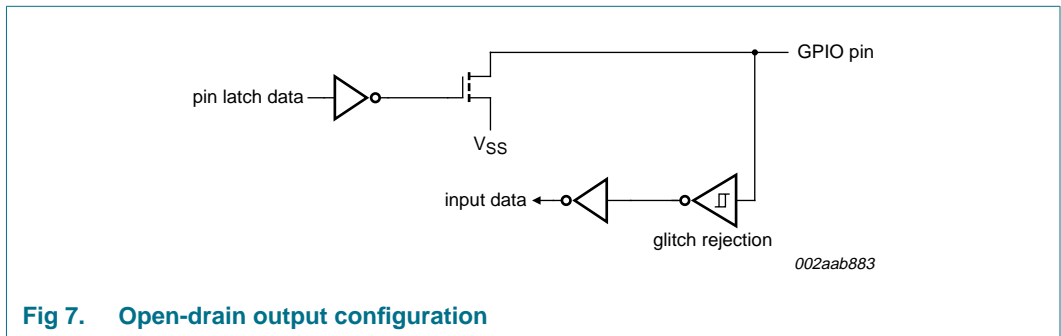 GPIO pin
pin latch data
VSS
input data
glitch rejection
002aab883
Fig 7. Open-drain output configuration